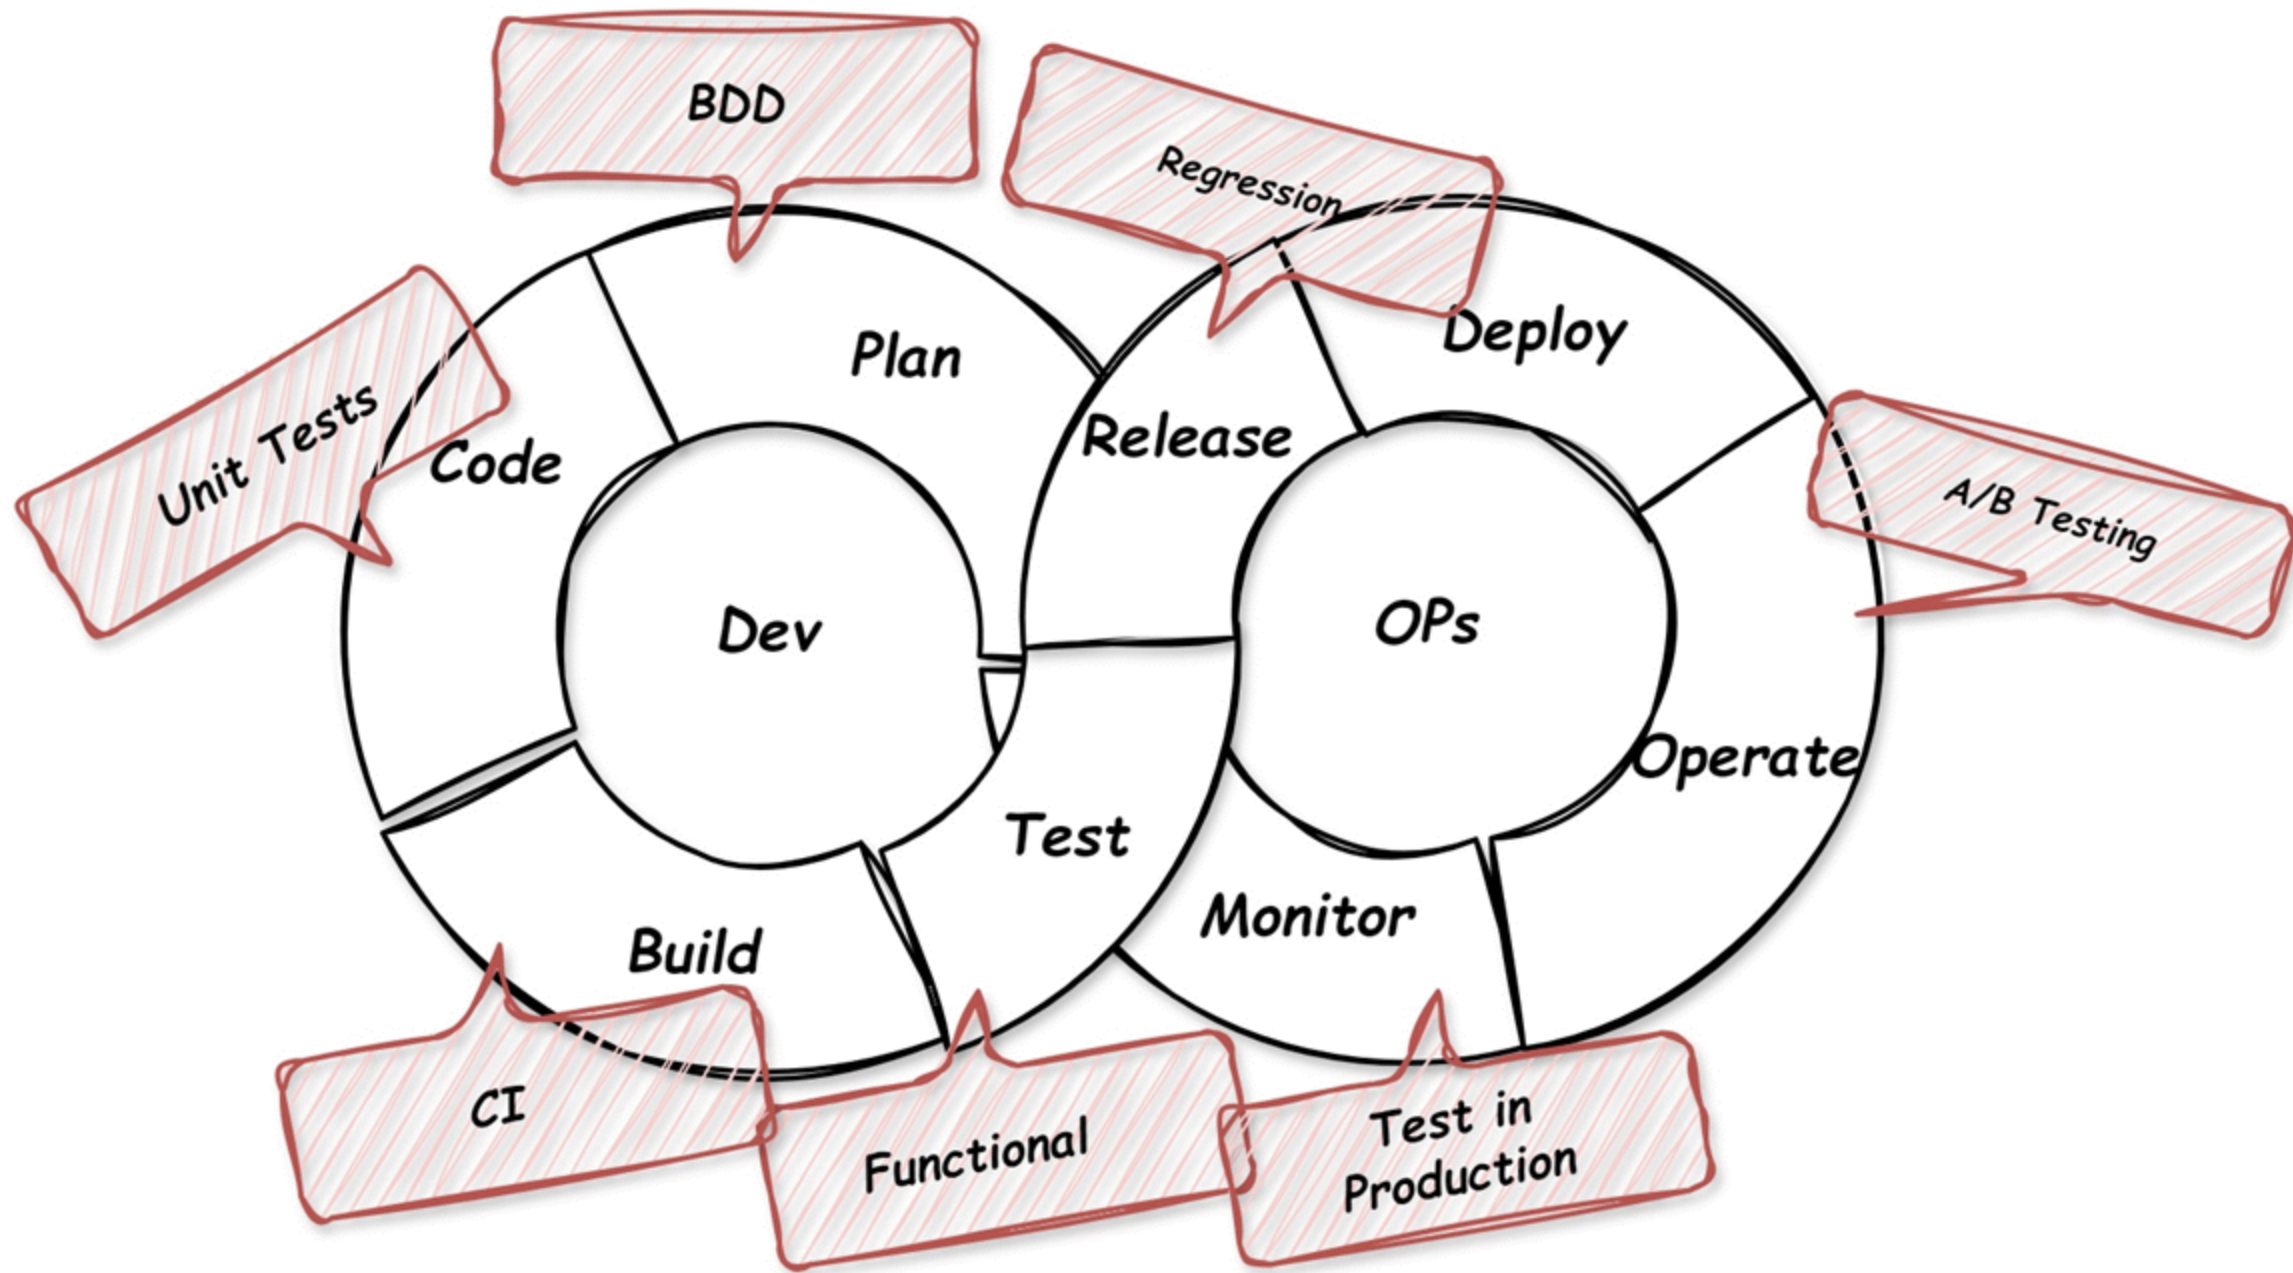 BDD
Regression
Unit Tests
Plan
Deploy
Code
Release
A/B Testing
Dev
OPs
Operate
Test
Monitor
Build
CI
Functional
Test in
Production